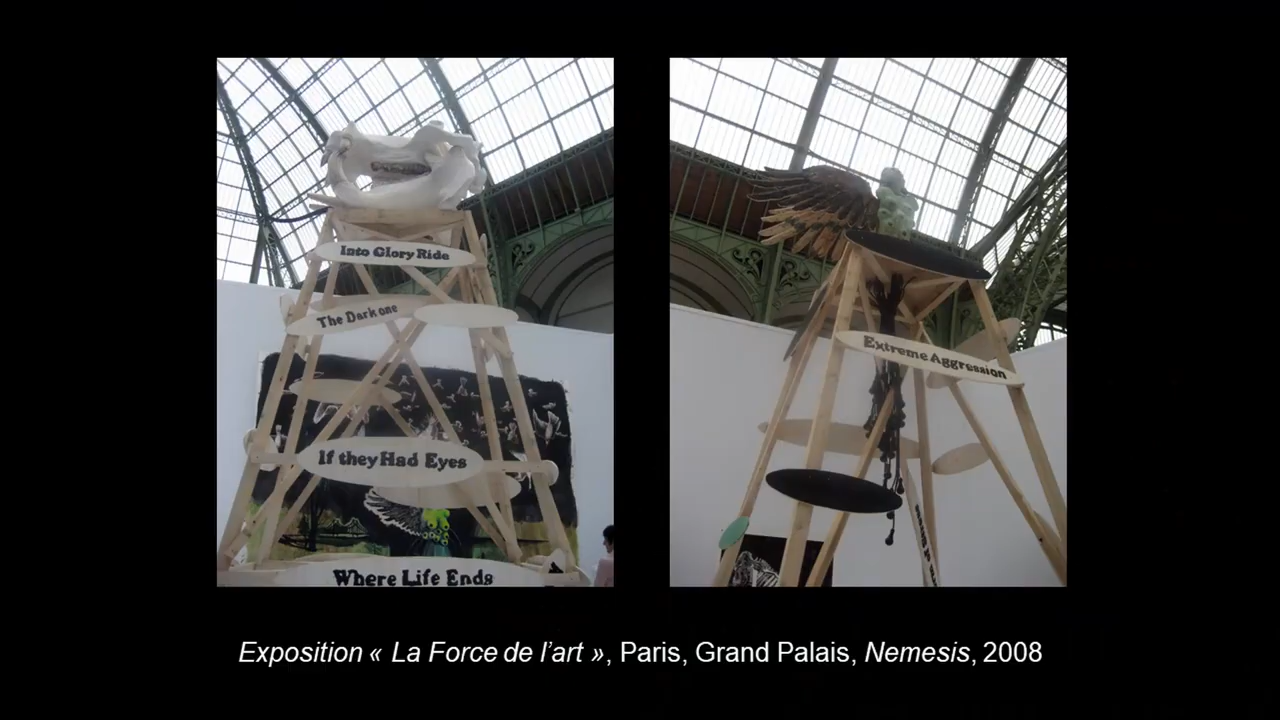 Into Glory Ride
The Dark one
If they Had Eyes
Where Life Ends
Extreme Aggression
Exposition « La Force de l’art », Paris, Grand Palais, Nemesis, 2008